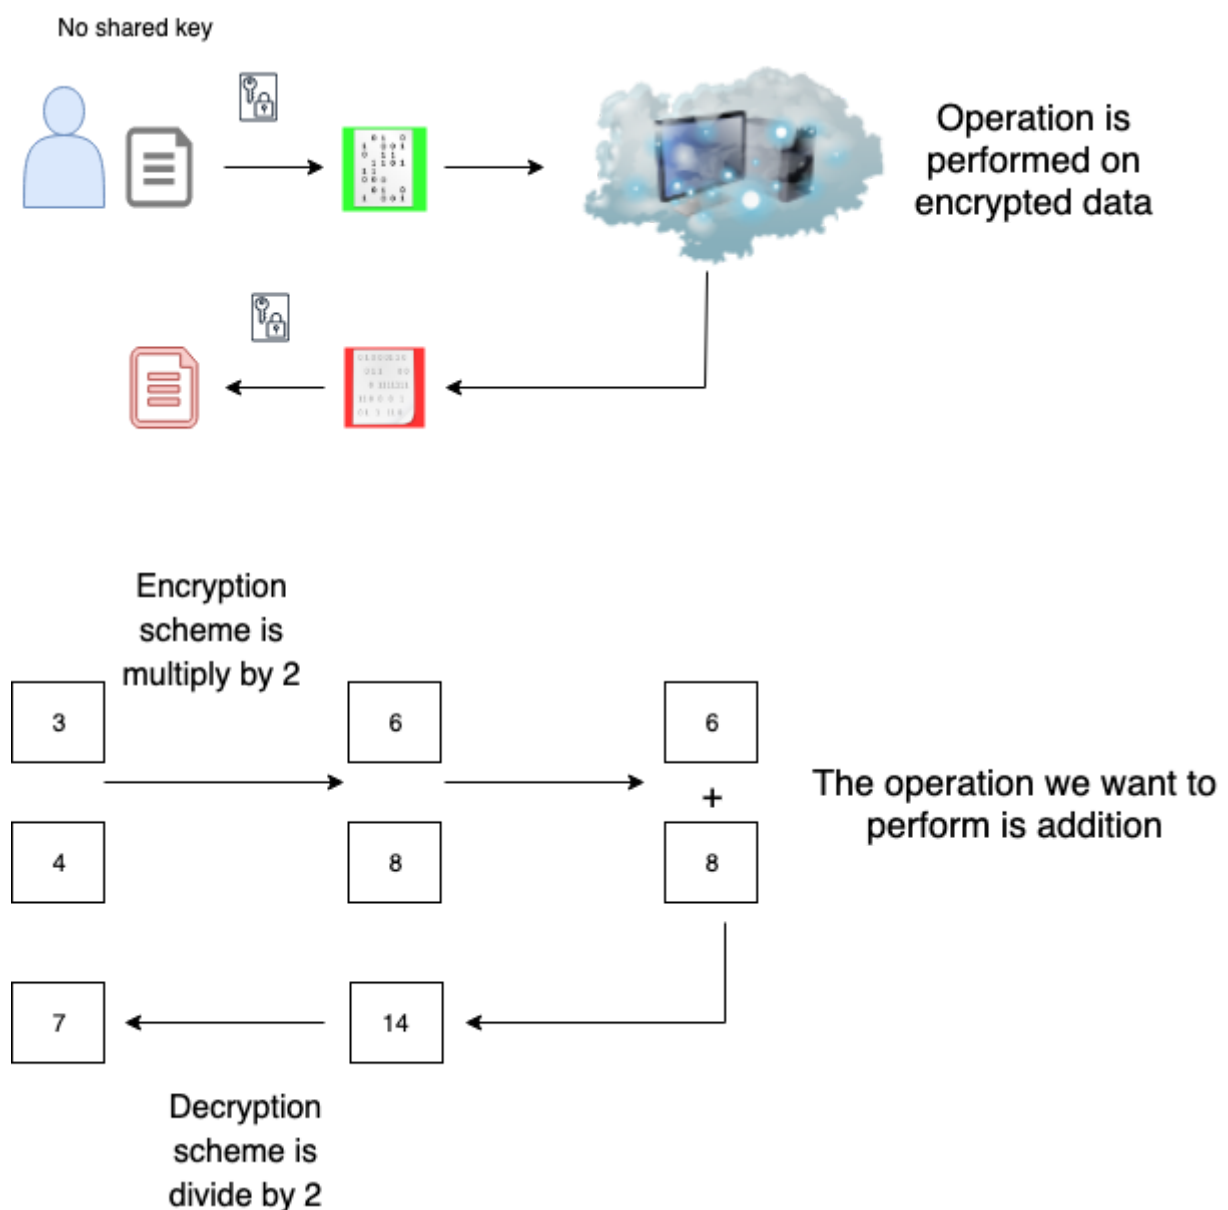 No shared key
Operation is
performed on
encrypted data
Encryption
scheme is
multiply by 2
3
6
6
+
The operation we want to
perform is addition
4
8
8
7
14
Decryption
scheme is
divide by 2